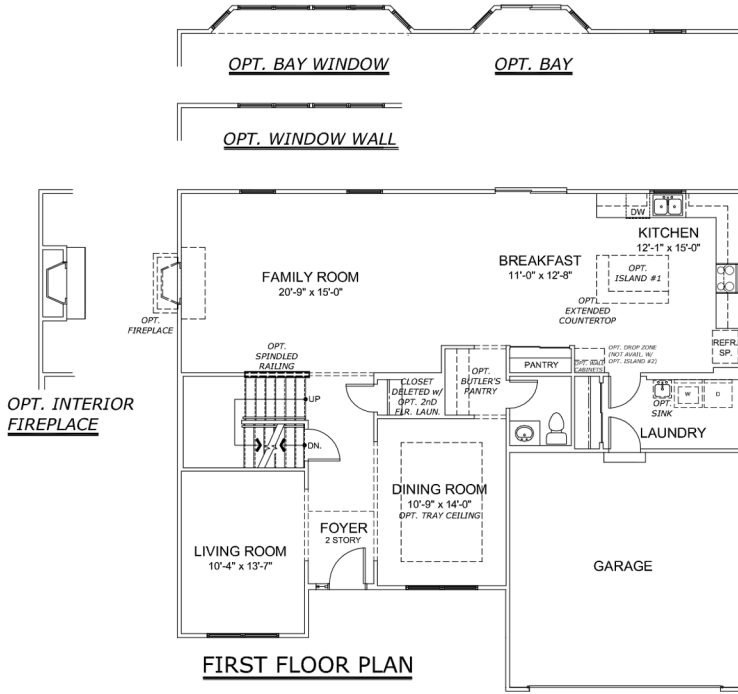 OPT. BAY WINDOW
OPT. BAY
OPT. WINDOW WALL
DW
KITCHEN
12'-1" x 15'-0"
BREAKFAST
11'-0" x 12'-8"
OPT.
ISLAND #1
FAMILY ROOM
20'-9" x 15'-0"
OPT.
EXTENDED
COUNTERTOP
OPT.
FIREPLACE
REFR.
SP.
OPT.
SPINDLED
RAILING
OPT. DROP ZONE
(NOT AVAIL. W/
OPT. ISLAND #2)
PANTRY
OPT. WALL
CABINETS
OPT.
BUTLER'S
PANTRY
CLOSET
DELETED W/
OPT. 2ND
FLR. LAUN.
UP
OPT. INTERIOR
FIREPLACE
W
D
OPT.
SINK
LAUNDRY
DN.
DINING ROOM
10'-9" x 14'-0"
OPT. TRAY CEILING
FOYER
2 STORY
LIVING ROOM
10'-4" x 13'-7"
GARAGE
FIRST FLOOR PLAN